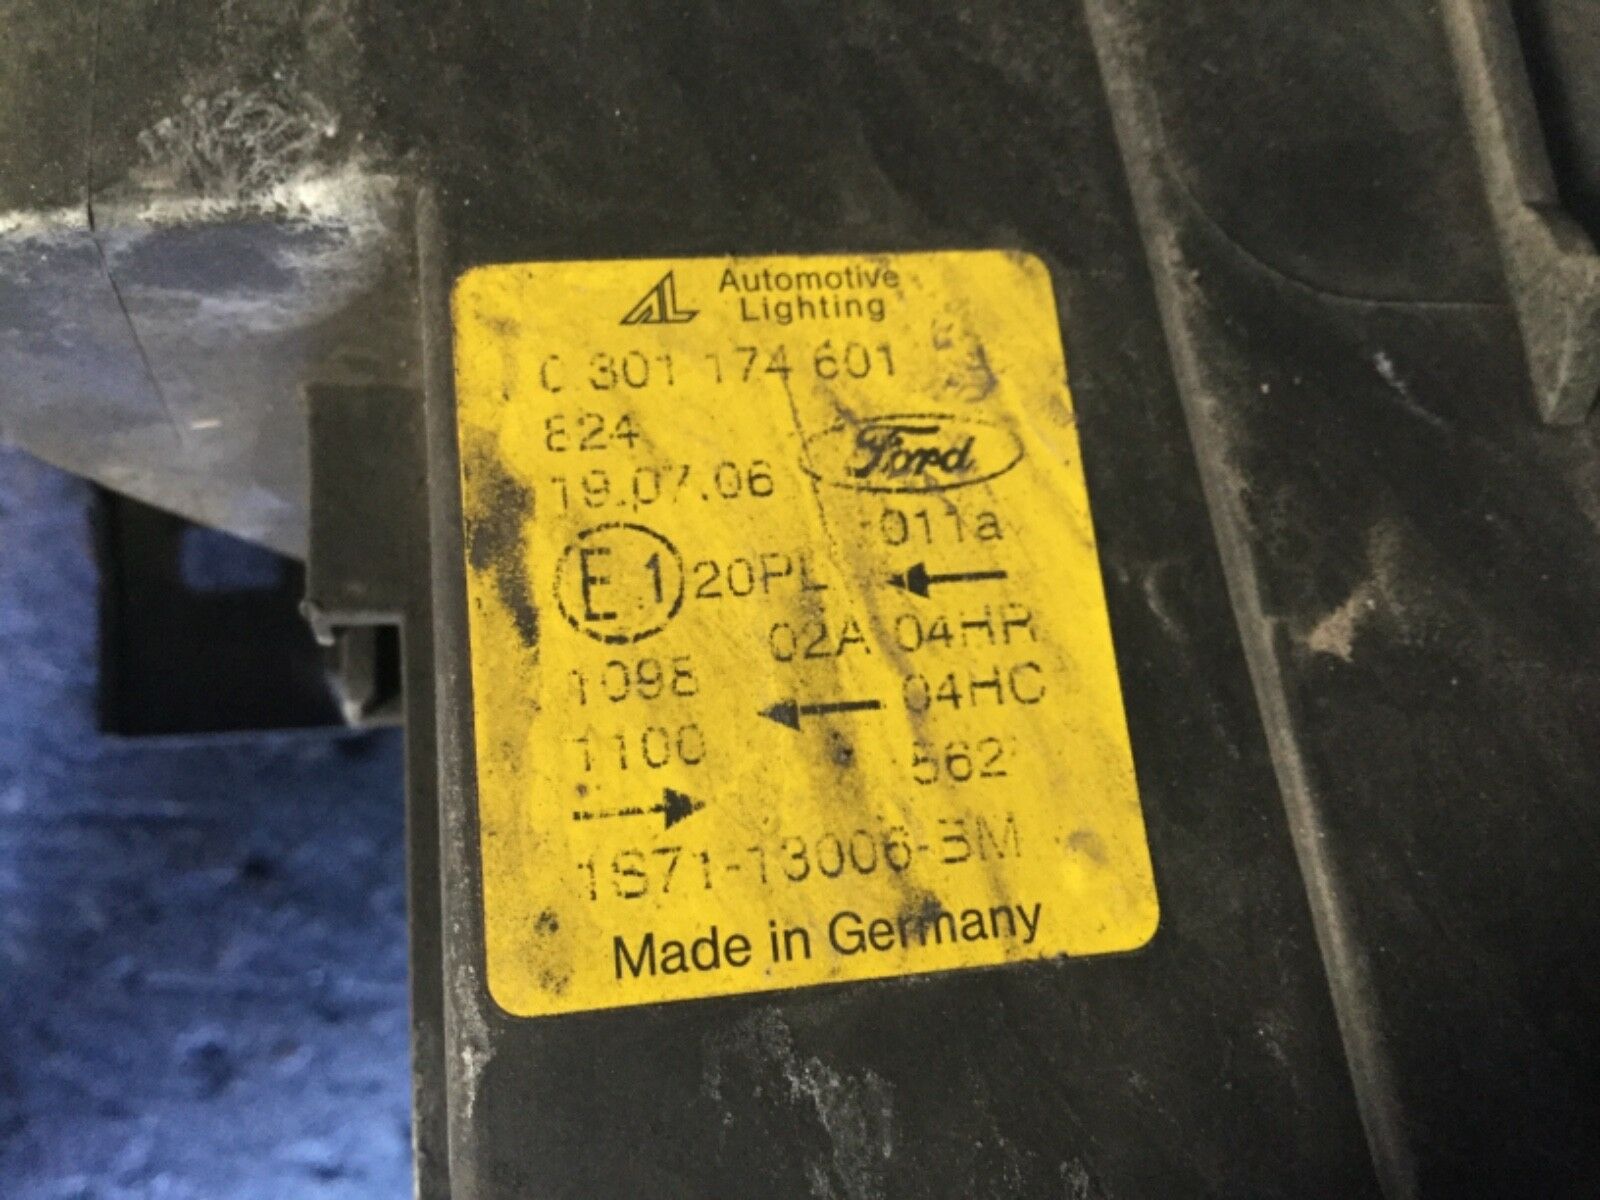 AL Automotive Lighting
0 301 174 601
824
Ford
19.07.06
011a
E1 20PL ←
02A 04HR
1098 ← 04HC
1100 562
→
1S71-13006-BM
Made in Germany